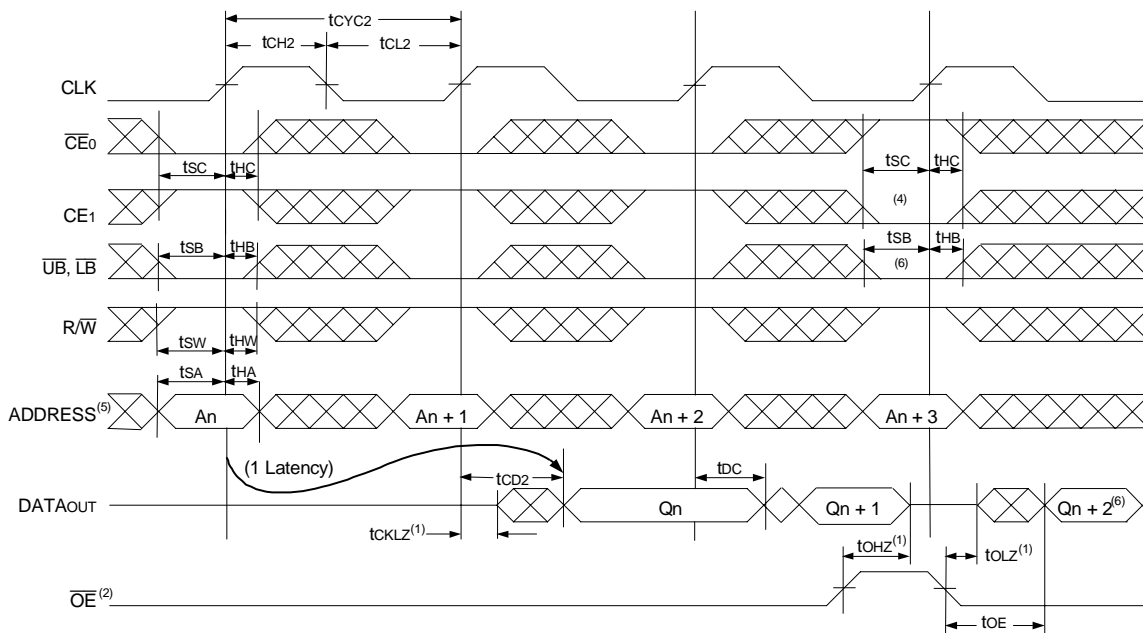 tCYC2
tCH2 tCL2
CLK
CE0
tSC tHC tSC tHC
CE1 (4)
tSB tHB tSB tHB
UB, LB (6)
R/W
tSW tHW
tSA tHA
ADDRESS(5) An An + 1 An + 2 An + 3
(1 Latency) tCD2 tDC
DATAOUT Qn Qn + 1 Qn + 2(6)
tCKLZ(1) tOHZ(1) tOLZ(1)
OE(2)
tOE